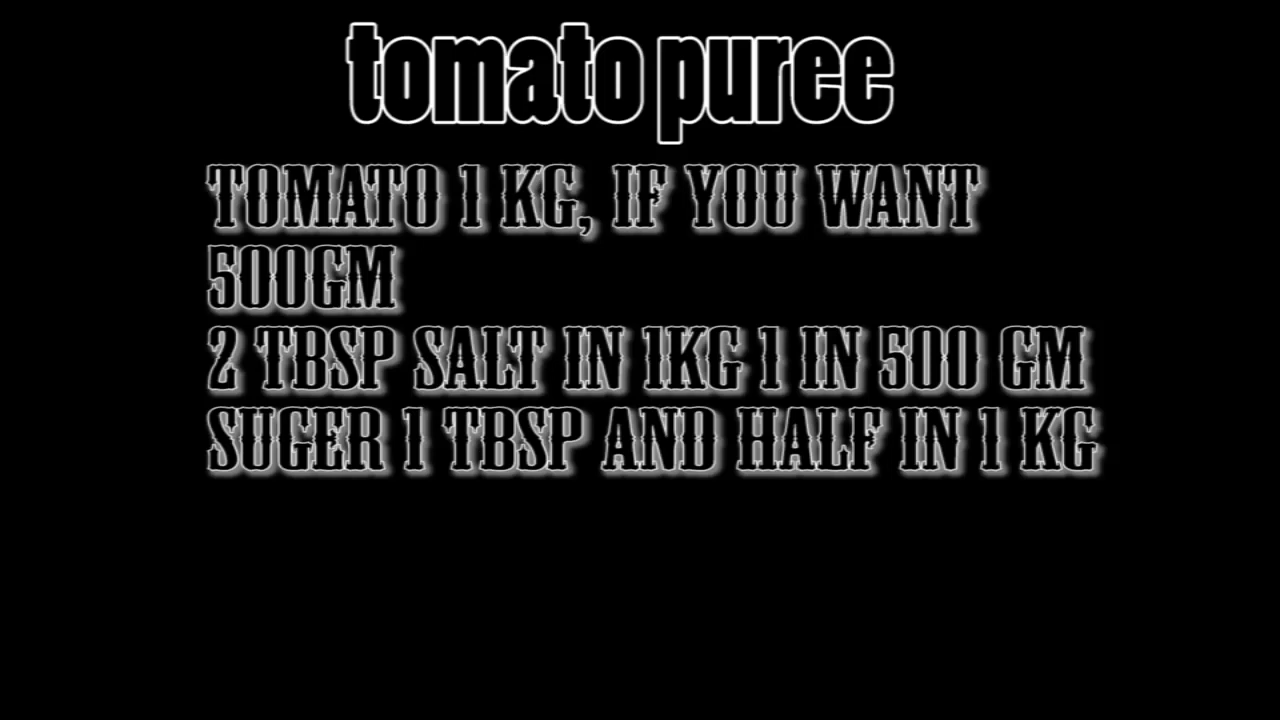 tomato puree
TOMATO 1 KG, IF YOU WANT
500GM
2 TBSP SALT IN 1KG 1 IN 500 GM
SUGER 1 TBSP AND HALF IN 1 KG